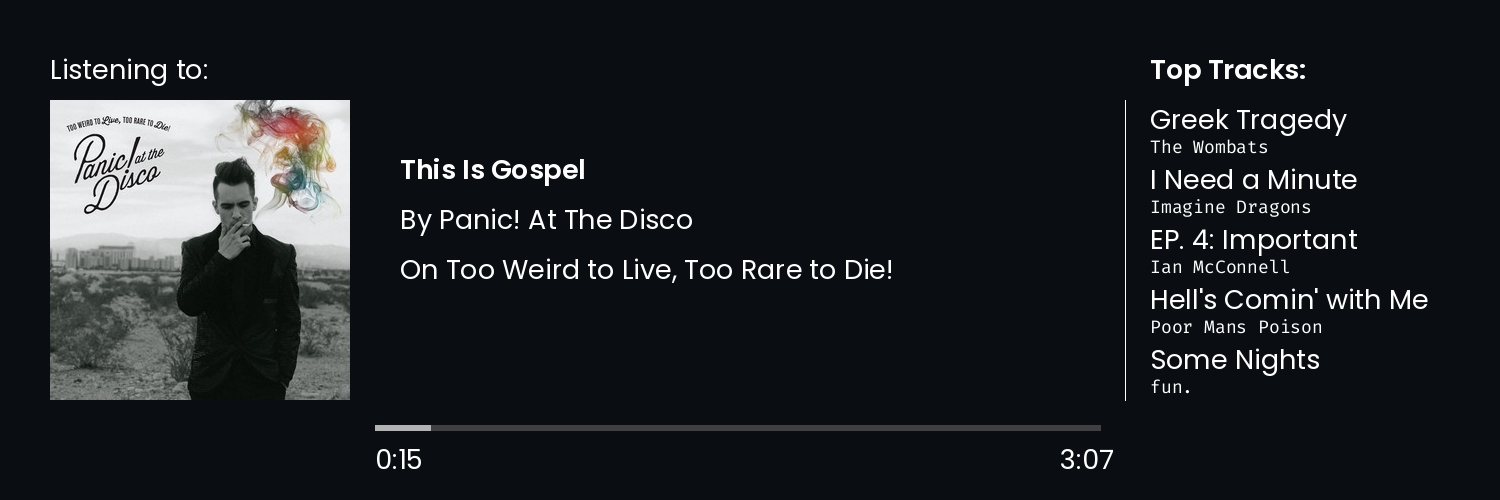 Listening to:
TOO WEIRD TO Live, TOO RARE TO Die!
Panic! at the
Disco
This Is Gospel
By Panic! At The Disco
On Too Weird to Live, Too Rare to Die!
0:15
3:07
Top Tracks:
Greek Tragedy
The Wombats
I Need a Minute
Imagine Dragons
EP. 4: Important
Ian McConnell
Hell's Comin' with Me
Poor Mans Poison
Some Nights
fun.